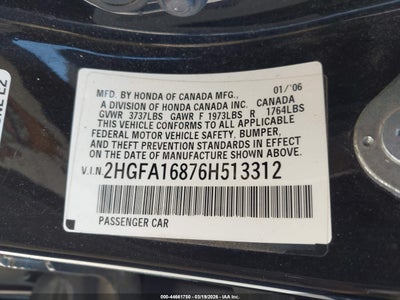 MFD. BY HONDA OF CANADA MFG., 01/'06
A DIVISION OF HONDA CANADA INC. CANADA
GVWR 3737LBS GAWR F 1973LBS R 1764LBS
THIS VEHICLE CONFORMS TO ALL APPLICABLE
FEDERAL MOTOR VEHICLE SAFETY, BUMPER,
AND THEFT PREVENTION STANDARDS IN EFFECT
ON THE DATE OF MANUFACTURE SHOWN ABOVE.
V.I.N. 2HGFA16876H513312
PASSENGER CAR
000-44661750 - 03/19/2026 - IAA Inc.